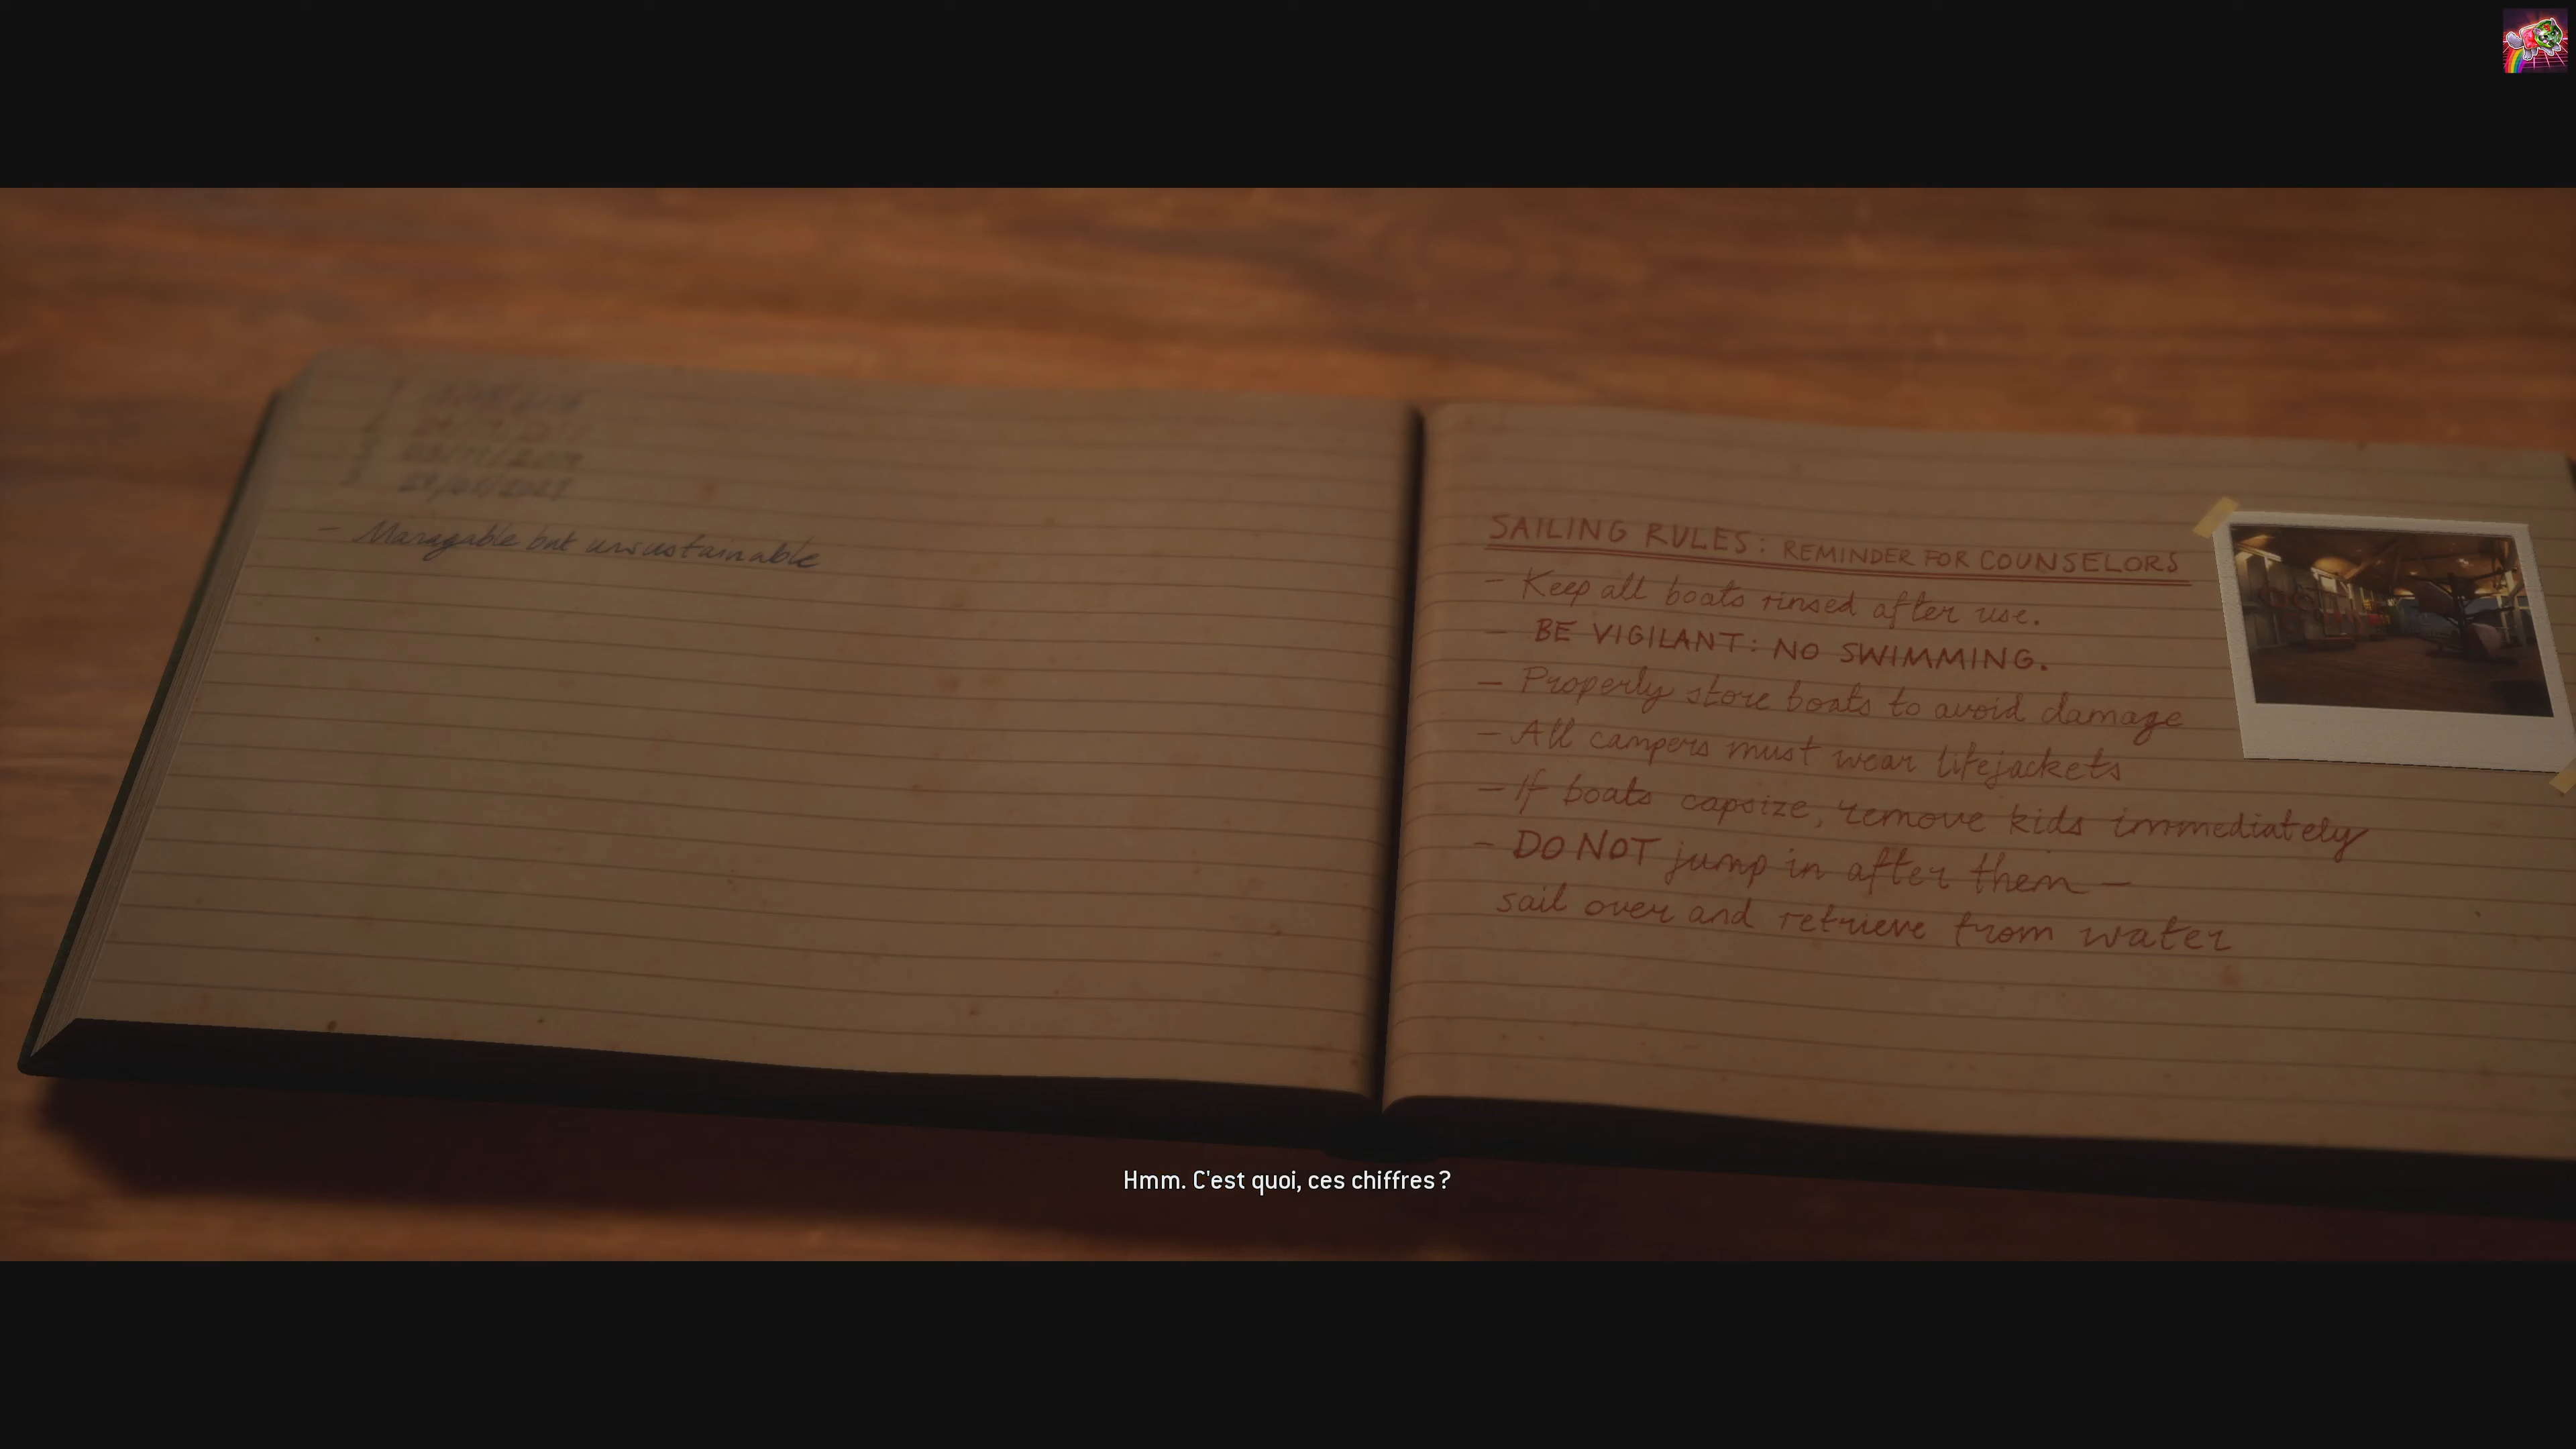 - Managable but unsustainable
SAILING RULES: REMINDER FOR COUNSELORS
- Keep all boats rinsed after use.
- BE VIGILANT: NO SWIMMING.
- Properly store boats to avoid damage
- All campers must wear lifejackets
- If boats capsize, remove kids immediately
- DO NOT jump in after them -
sail over and retrieve from water
Hmm. C'est quoi, ces chiffres ?